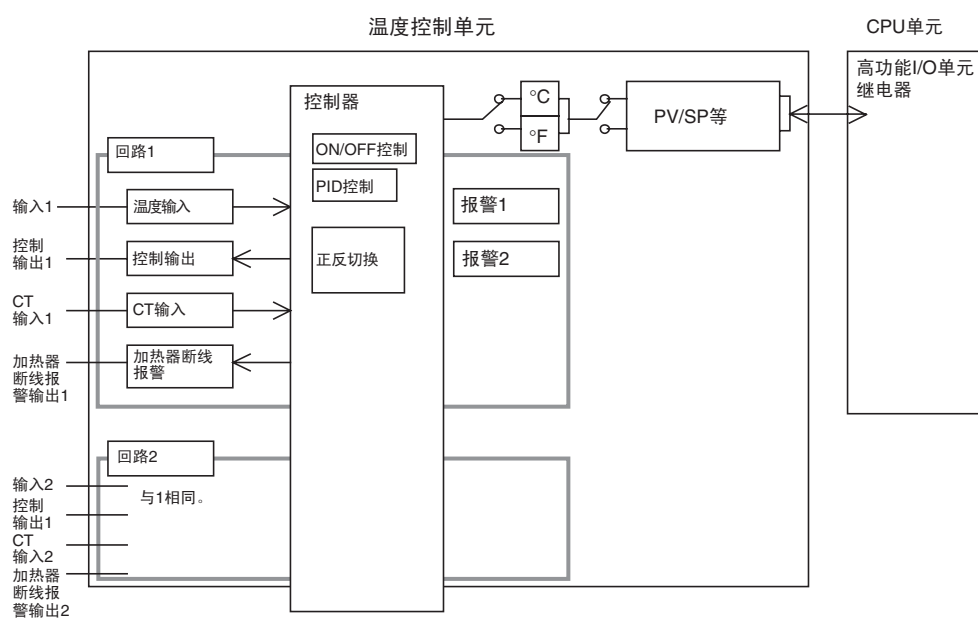 温度控制单元
CPU单元
高功能I/O单元
继电器
控制器
°C
°F
PV/SP等
ON/OFF控制
PID控制
正反切换
回路1
输入1
温度输入
控制
输出1
控制输出
CT
输入1
CT输入
加热器
断线报
警输出1
加热器断线
报警
报警1
报警2
回路2
与1相同。
输入2
控制
输出1
CT
输入2
加热器
断线报
警输出2